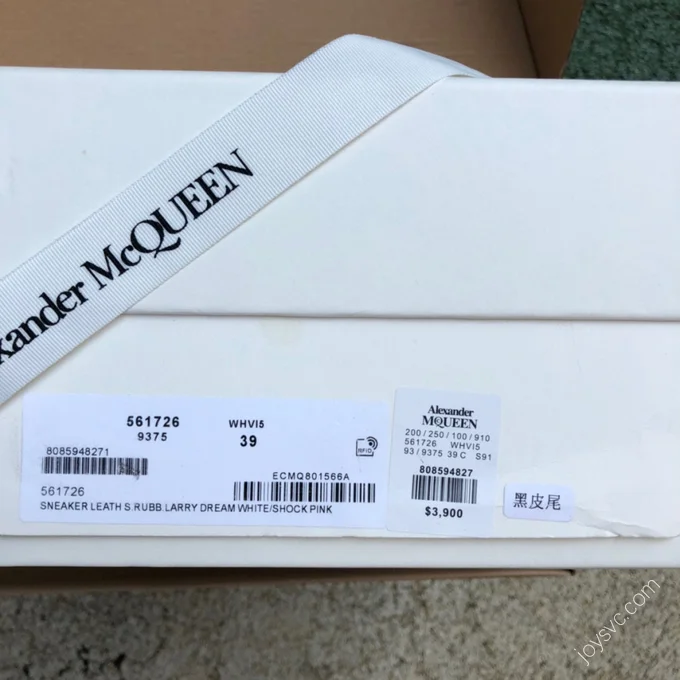 xander McQUEEN
561726 WHVI5
9375 39
8085948271
RFID
ECMQ801566A
561726
SNEAKER LEATH S.RUBB.LARRY DREAM WHITE/SHOCK PINK
Alexander
McQUEEN
200/250/100/910
561726 WHVI5
93/9375 39 C S91
808594827
$3,900
黑皮尾
joysvc.com